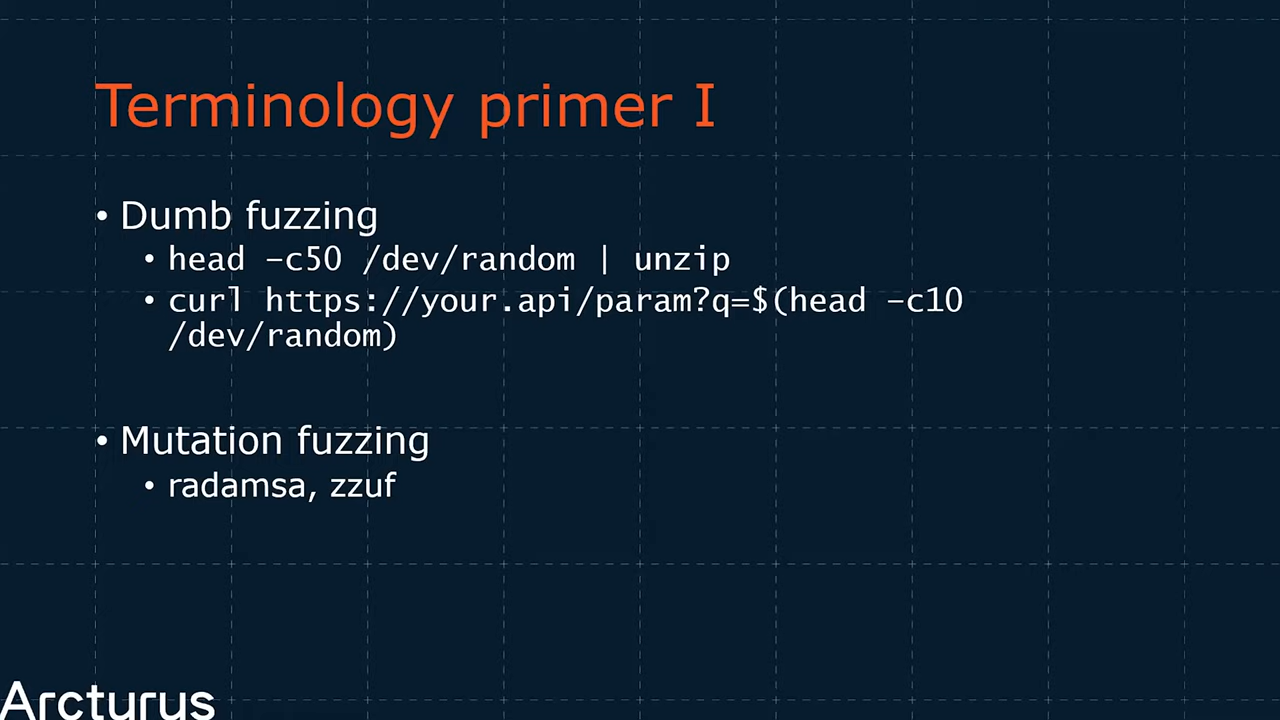 Terminology primer I
• Dumb fuzzing
• head -c50 /dev/random | unzip
• curl https://your.api/param?q=$(head -c10
/dev/random)
• Mutation fuzzing
• radamsa, zzuf
Arcturus